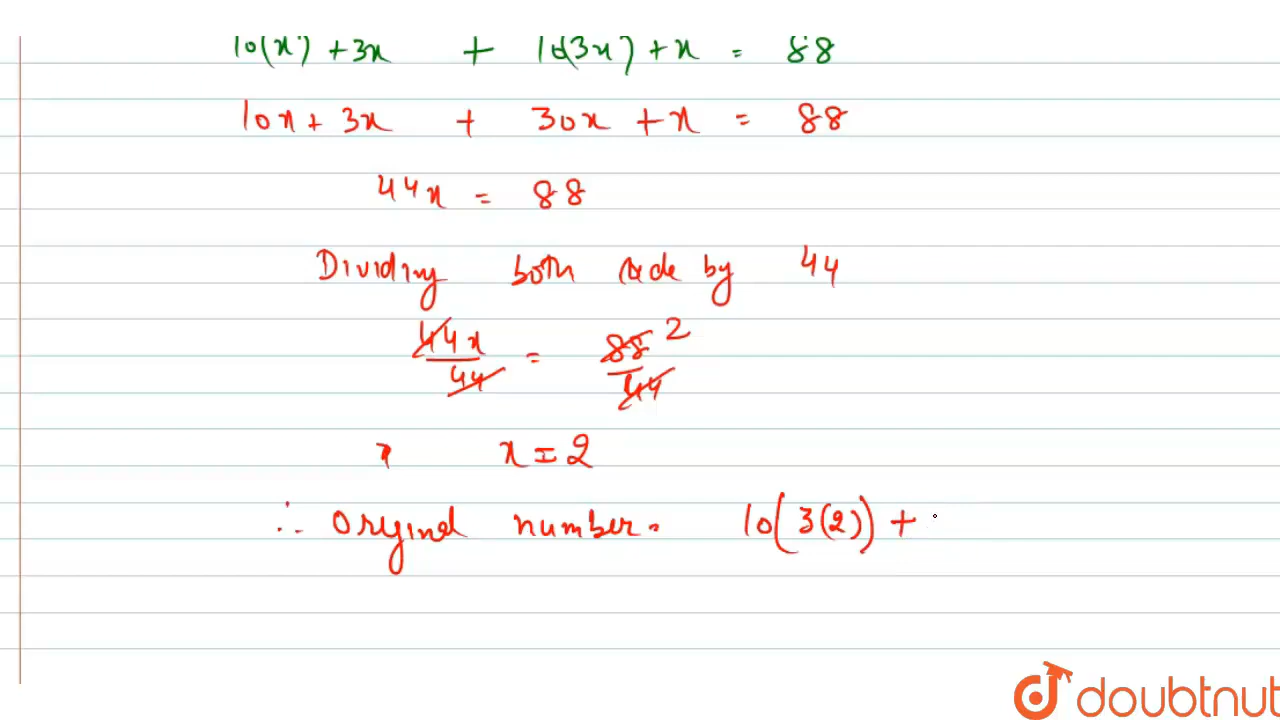 10(x) + 3x + 10(3x) + x = 88
10x + 3x + 30x + x = 88
44x = 88
Dividing both side by 44
44x/44 = 88/44 2
x = 2
∴ Original number = 10(3(2)) +
doubtnut